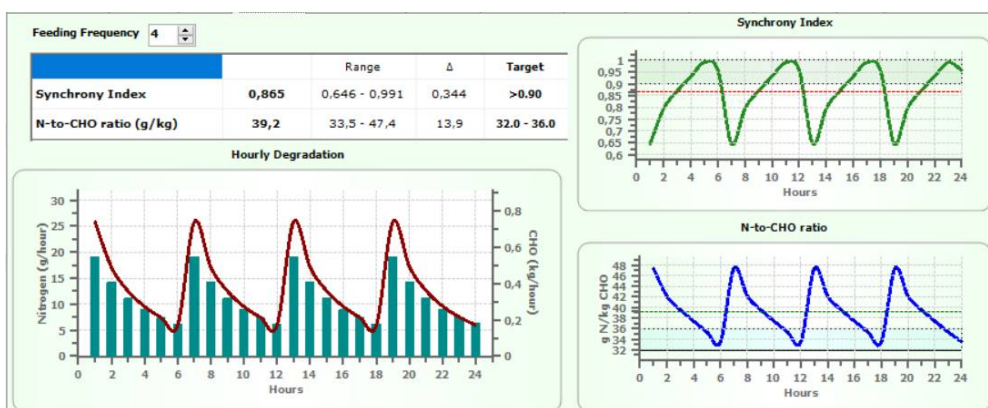 Feeding Frequency 4
Range Δ Target
Synchrony Index 0,865 0,646 - 0,991 0,344 >0.90
N-to-CHO ratio (g/kg) 39,2 33,5 - 47,4 13,9 32.0 - 36.0
Hourly Degradation
Nitrogen (g/hour)
30
25
20
15
10
5
0
0 2 4 6 8 10 12 14 16 18 20 22 24
Hours
0,8
0,6
0,4
0,2
0
CHO (kg/hour)
Synchrony Index
1
0,95
0,9
0,85
0,8
0,75
0,7
0,65
0,6
0 2 4 6 8 10 12 14 16 18 20 22 24
Hours
N-to-CHO ratio
g N/kg CHO
48
46
42
40
38
36
34
32
0 2 4 6 8 10 12 14 16 18 20 22 24
Hours